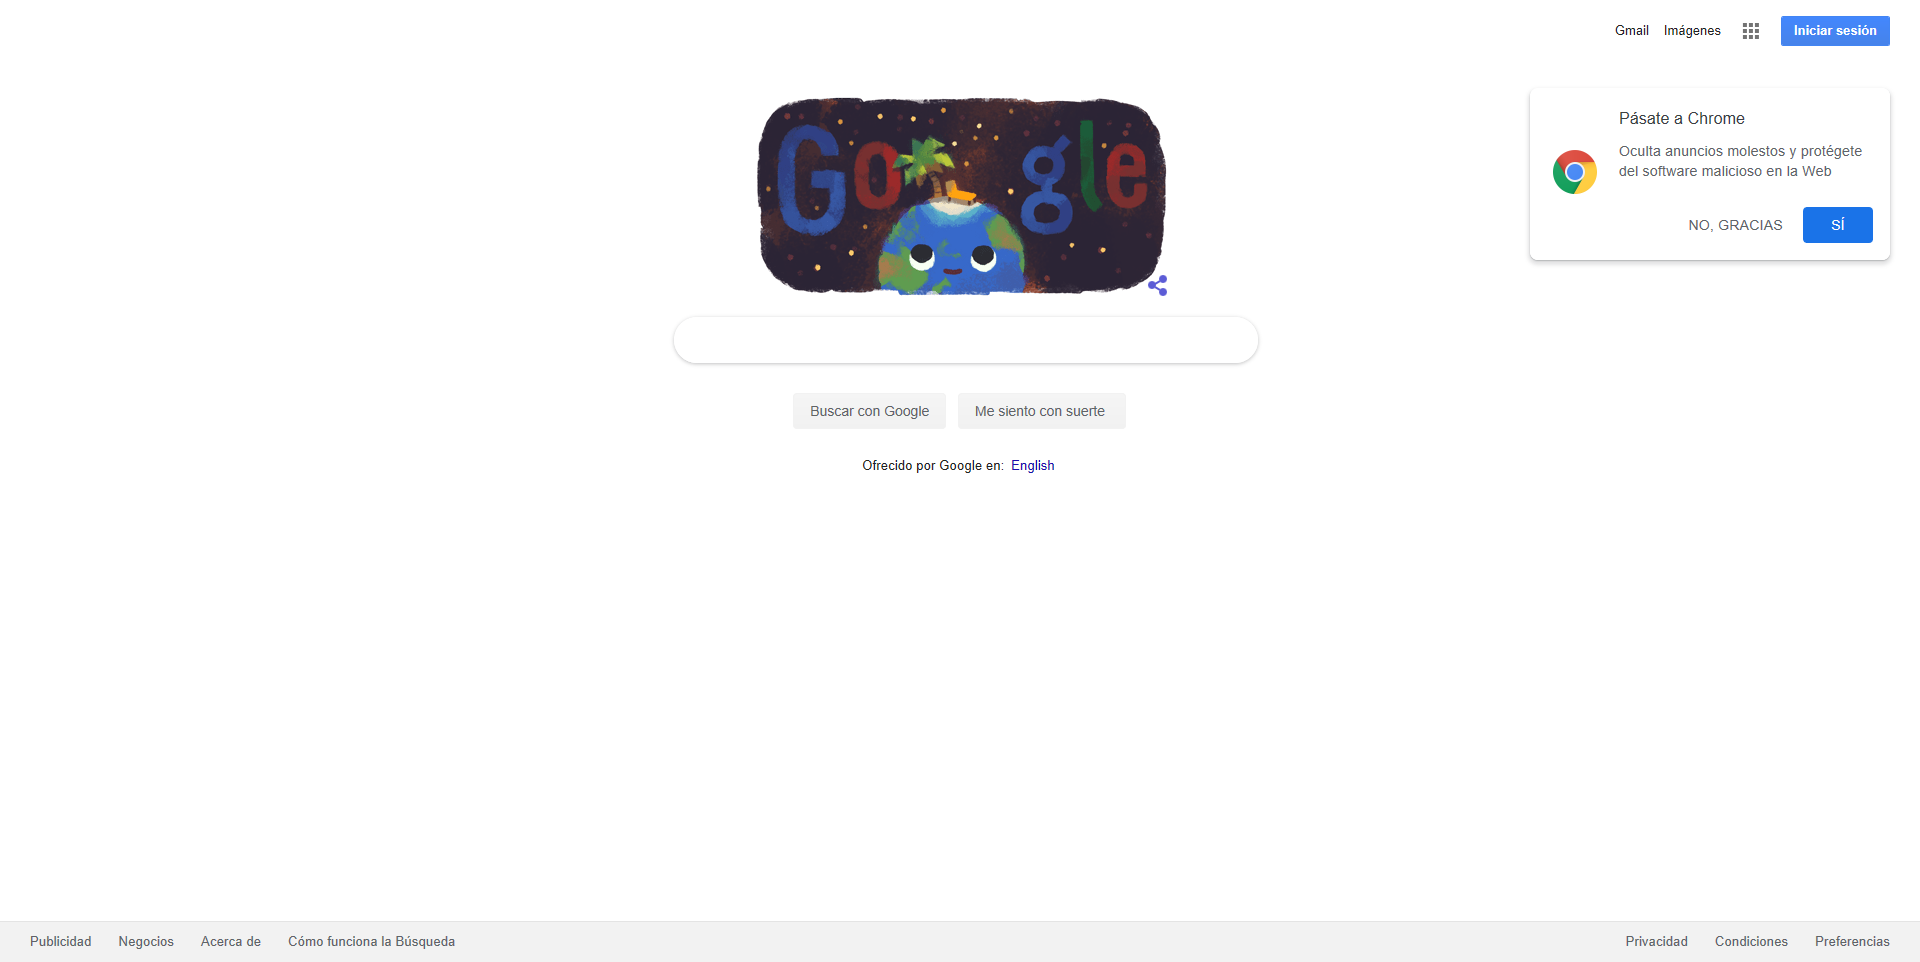 Gmail Imágenes Iniciar sesión
Google
Pásate a Chrome
Oculta anuncios molestos y protégete
del software malicioso en la Web
NO, GRACIAS SÍ
Buscar con Google Me siento con suerte
Ofrecido por Google en: English
Publicidad Negocios Acerca de Cómo funciona la Búsqueda Privacidad Condiciones Preferencias